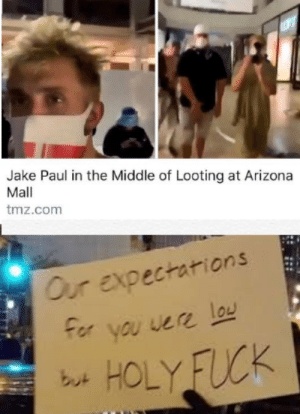 Jake Paul in the Middle of Looting at Arizona
Mall
tmz.com
Our expectations
for you were low
but HOLY FUCK